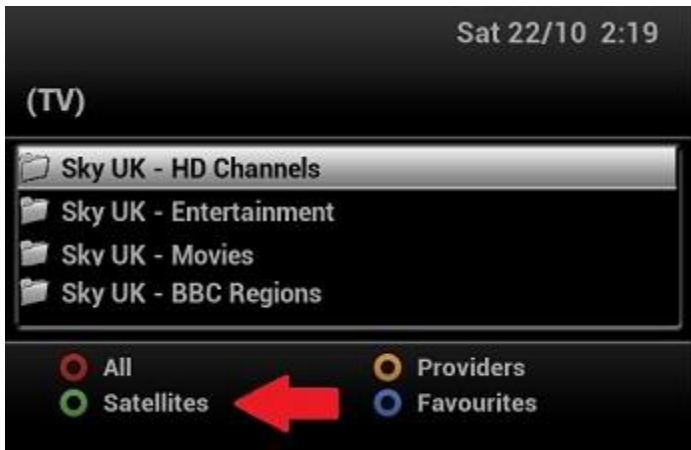 Sat 22/10 2:19
(TV)
Sky UK - HD Channels
Sky UK - Entertainment
Sky UK - Movies
Sky UK - BBC Regions
All
Providers
Satellites
Favourites